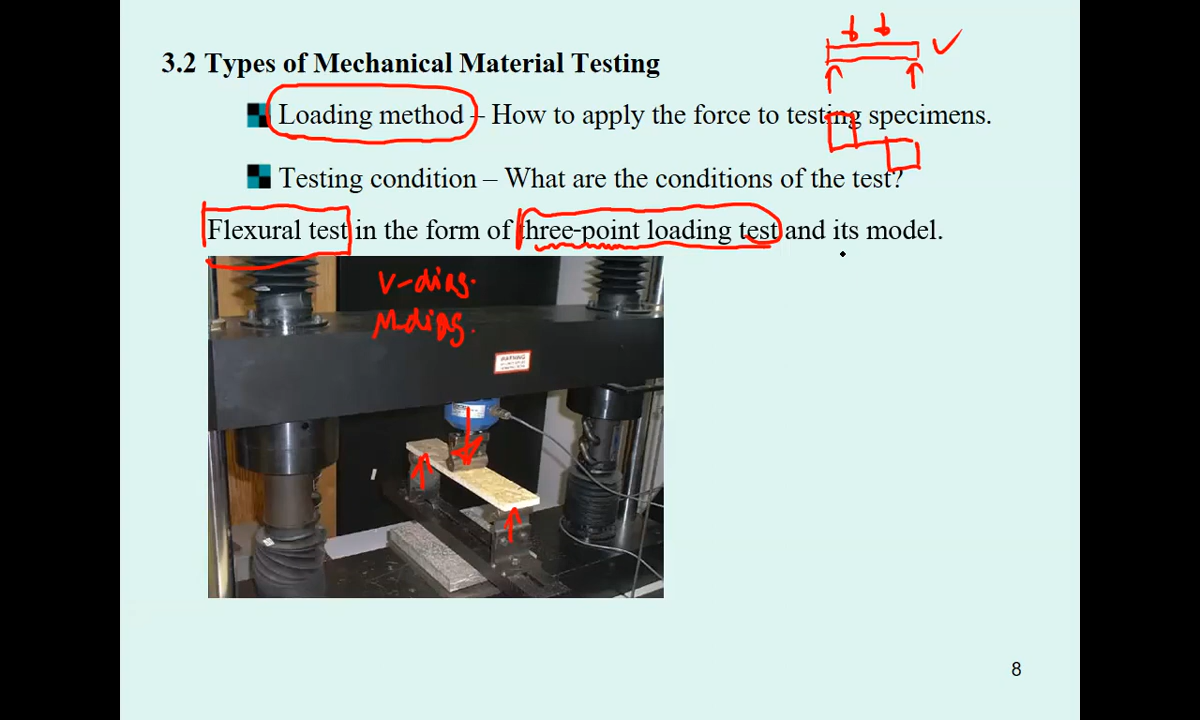 3.2 Types of Mechanical Material Testing
Loading method – How to apply the force to testing specimens.
Testing condition – What are the conditions of the test?
Flexural test in the form of three-point loading test and its model.
V-diag.
M-diag.
WARNING
8